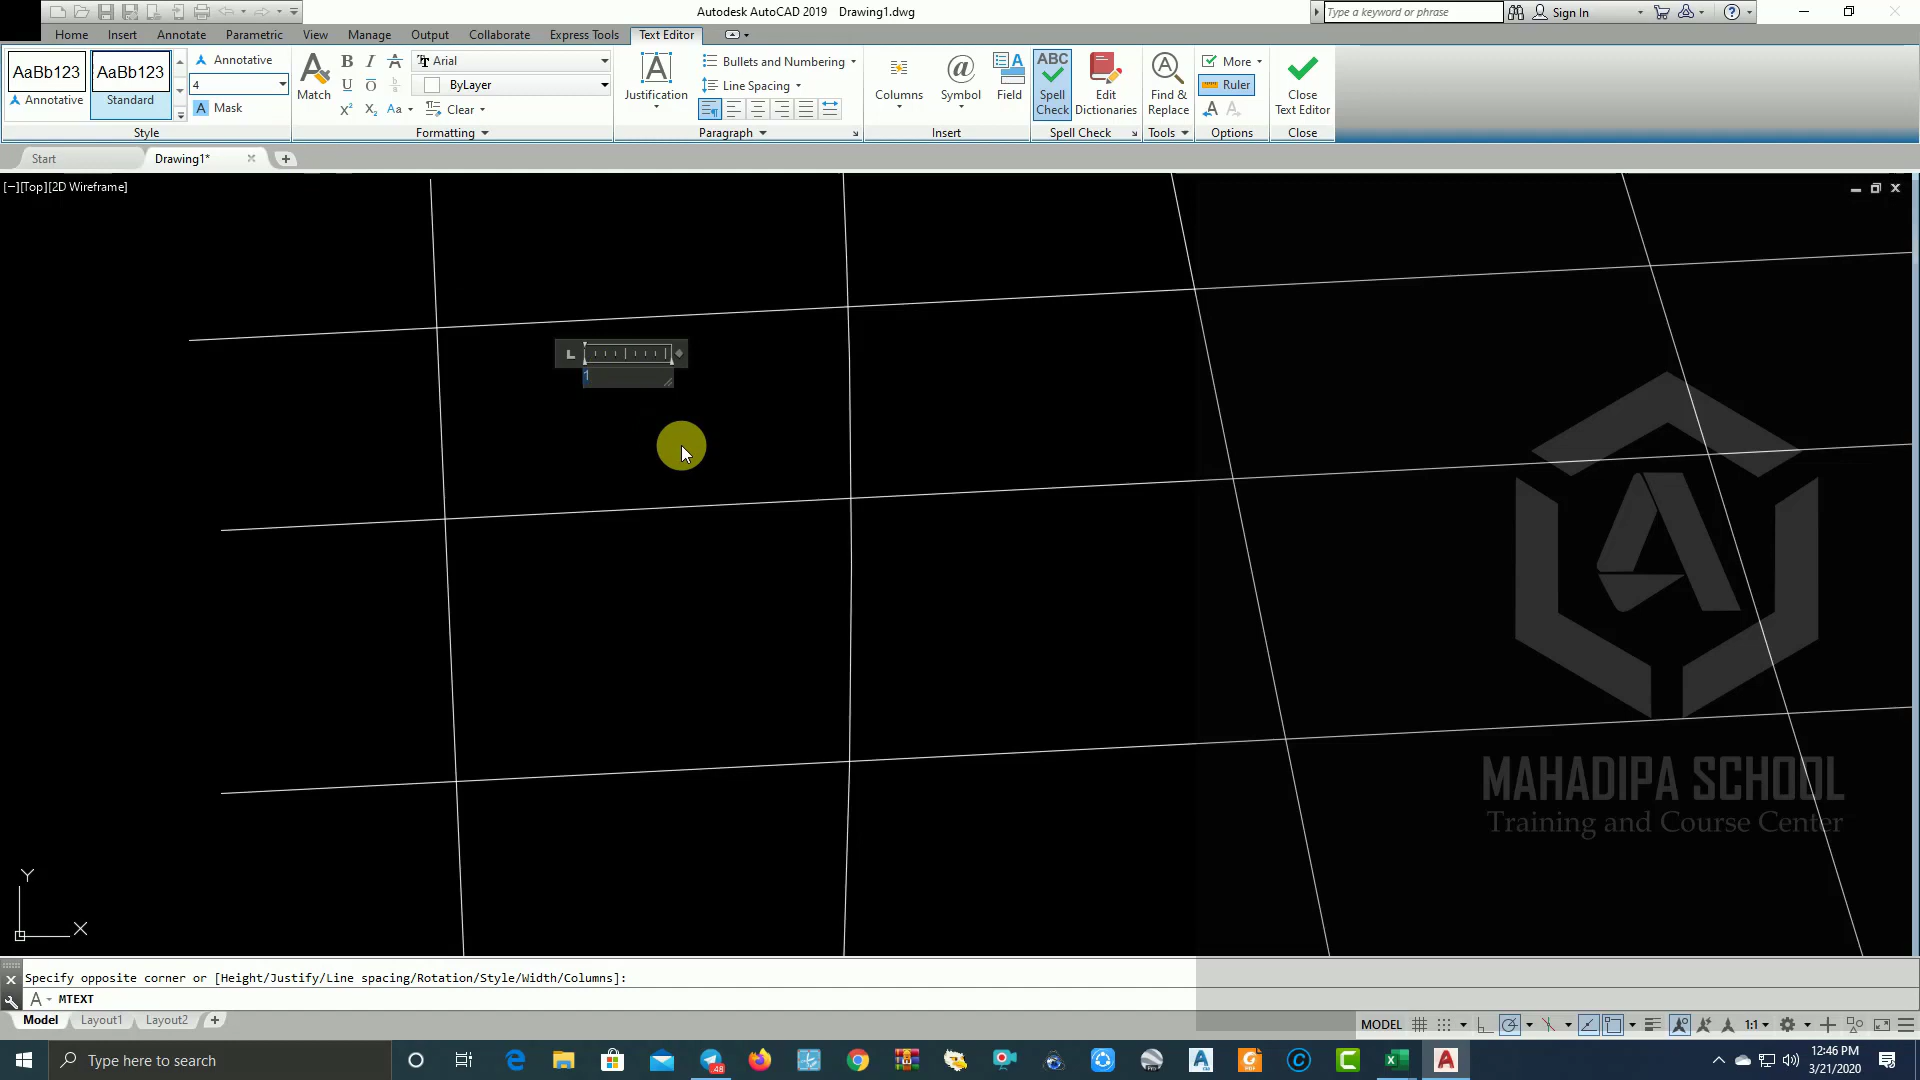 Autodesk AutoCAD 2019 Drawing1.dwg
Type a keyword or phrase
Sign In
Home Insert Annotate Parametric View Manage Output Collaborate Express Tools Text Editor
AaBb123 AaBb123
Annotative Standard
Annotative
4
Mask
Match
Arial
ByLayer
Clear
Justification
Bullets and Numbering
Line Spacing
Columns
Symbol
Field
ABC
Spell Check
Edit Dictionaries
Find & Replace
More
Ruler
Close Text Editor
Style Formatting Paragraph Insert Spell Check Tools Options Close
Start Drawing1*
[−][Top][2D Wireframe]
1
MAHADIPA SCHOOL
Training and Course Center
Y
X
Specify opposite corner or [Height/Justify/Line spacing/Rotation/Style/Width/Columns]:
MTEXT
Model Layout1 Layout2
MODEL 1:1
Type here to search
48
12:46 PM
3/21/2020